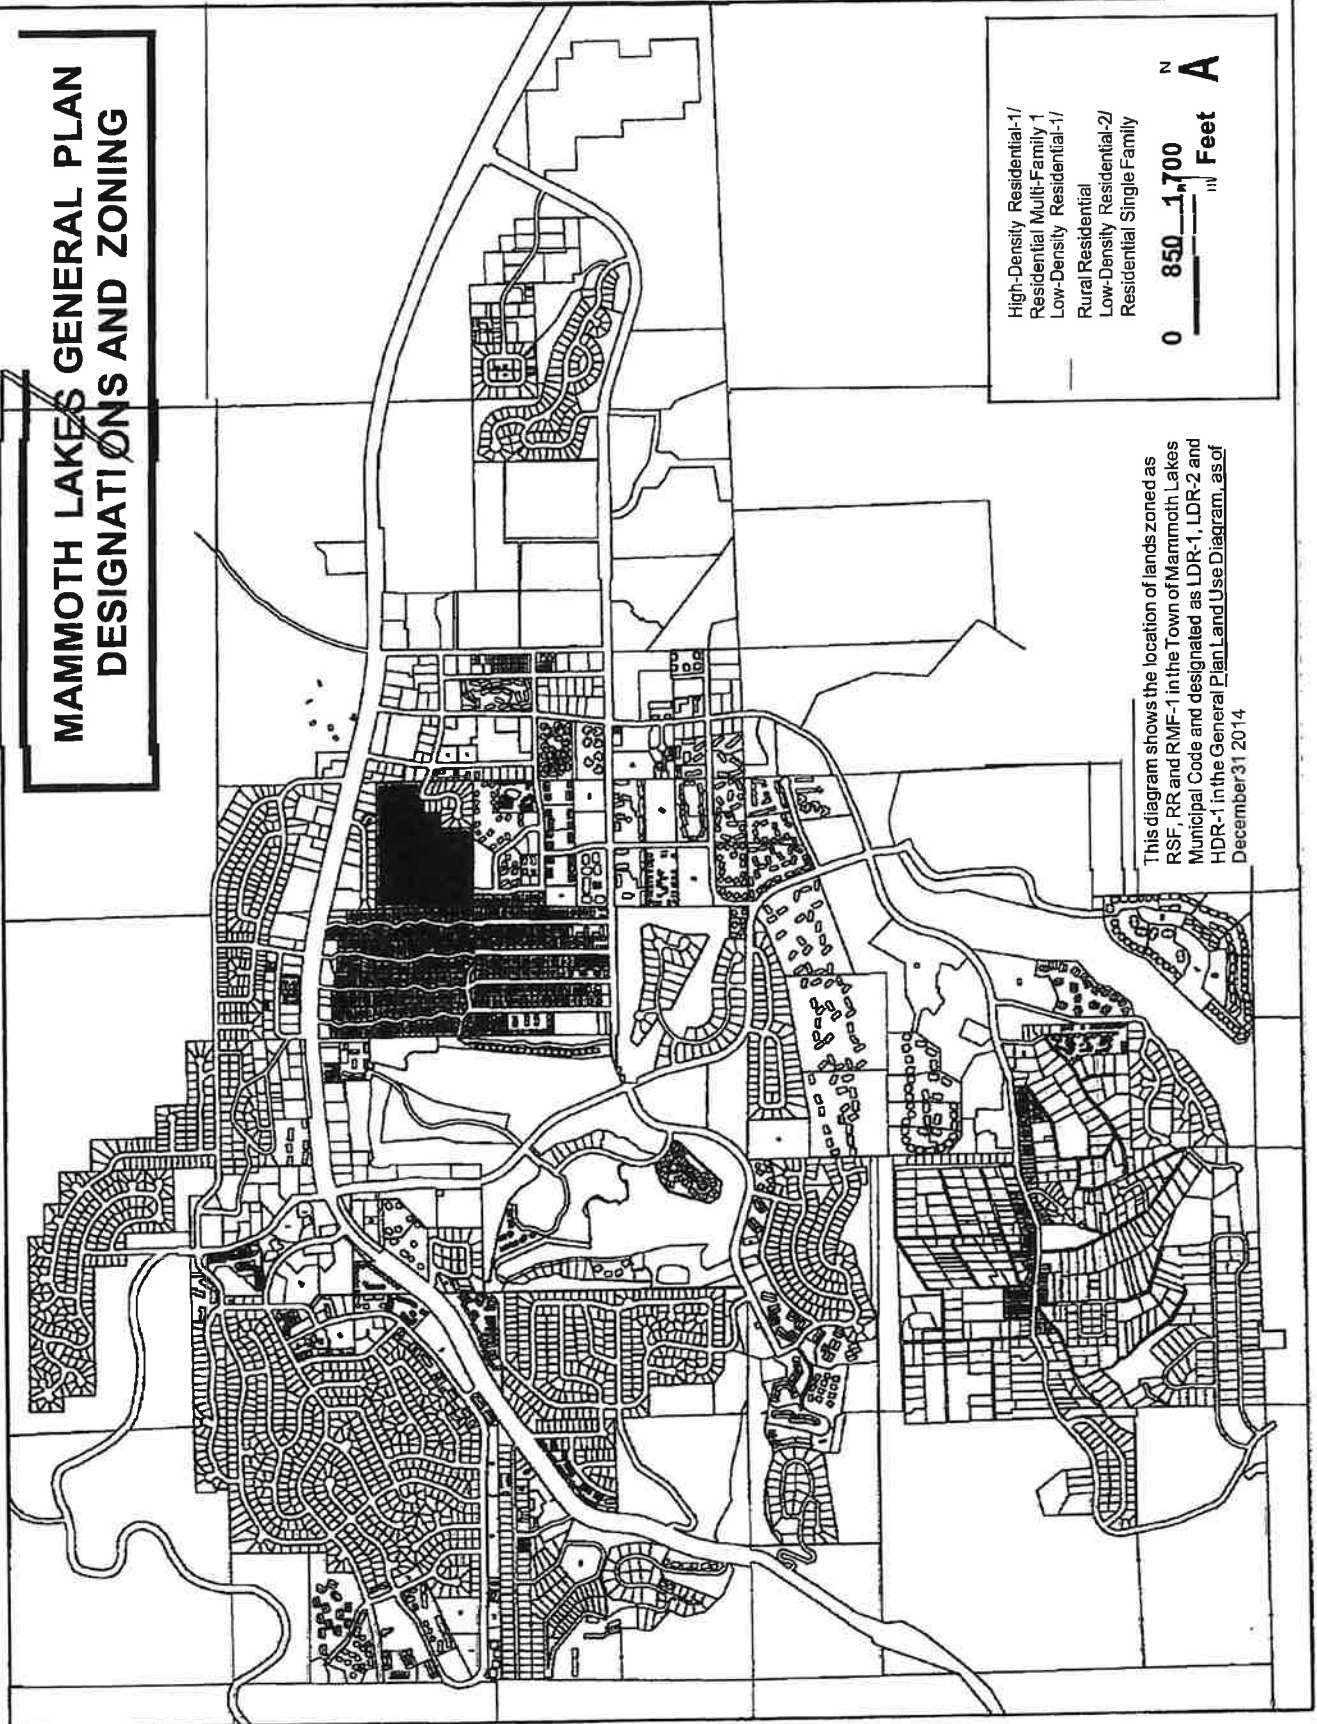 MAMMOTH LAKES GENERAL PLAN
DESIGNATIONS AND ZONING
High-Density Residential-1/
Residential Multi-Family 1
Low-Density Residential-1/
Rural Residential
Low-Density Residential-2/
Residential Single Family
N
0 850 1,700
Feet
This diagram shows the location of lands zoned as
RSF, RR and RMF-1 in the Town of Mammoth Lakes
Municipal Code and designated as LDR-1, LDR-2 and
HDR-1 in the General Plan Land Use Diagram, as of
December 31 2014